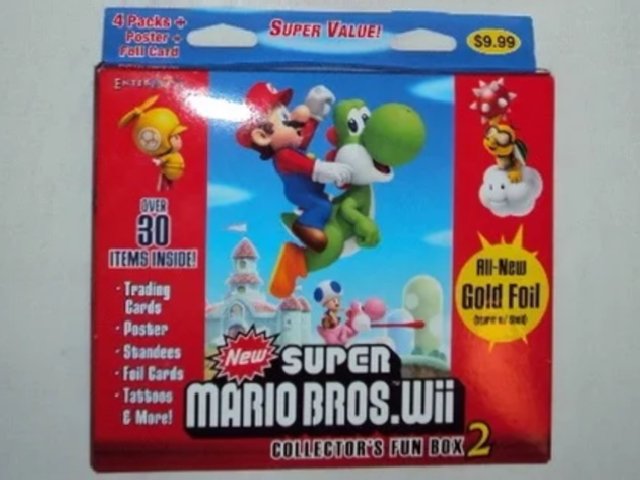 4 Packs +
Poster +
Foil Card
SUPER VALUE!
$9.99
OVER
30
ITEMS INSIDE!
· Trading
Cards
· Poster
· Standees
· Foil Cards
· Tattoos
& More!
All-New
Gold Foil
New SUPER
MARIO BROS.Wii
COLLECTOR'S FUN BOX 2